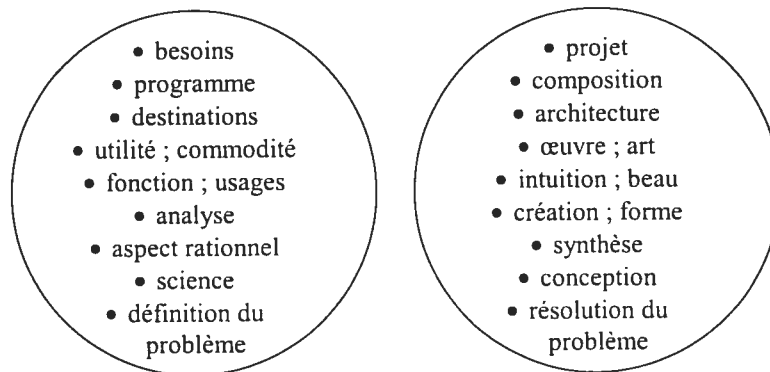 • besoins
• programme
• destinations
• utilité ; commodité
• fonction ; usages
• analyse
• aspect rationnel
• science
• définition du
problème
• projet
• composition
• architecture
• œuvre ; art
• intuition ; beau
• création ; forme
• synthèse
• conception
• résolution du
problème